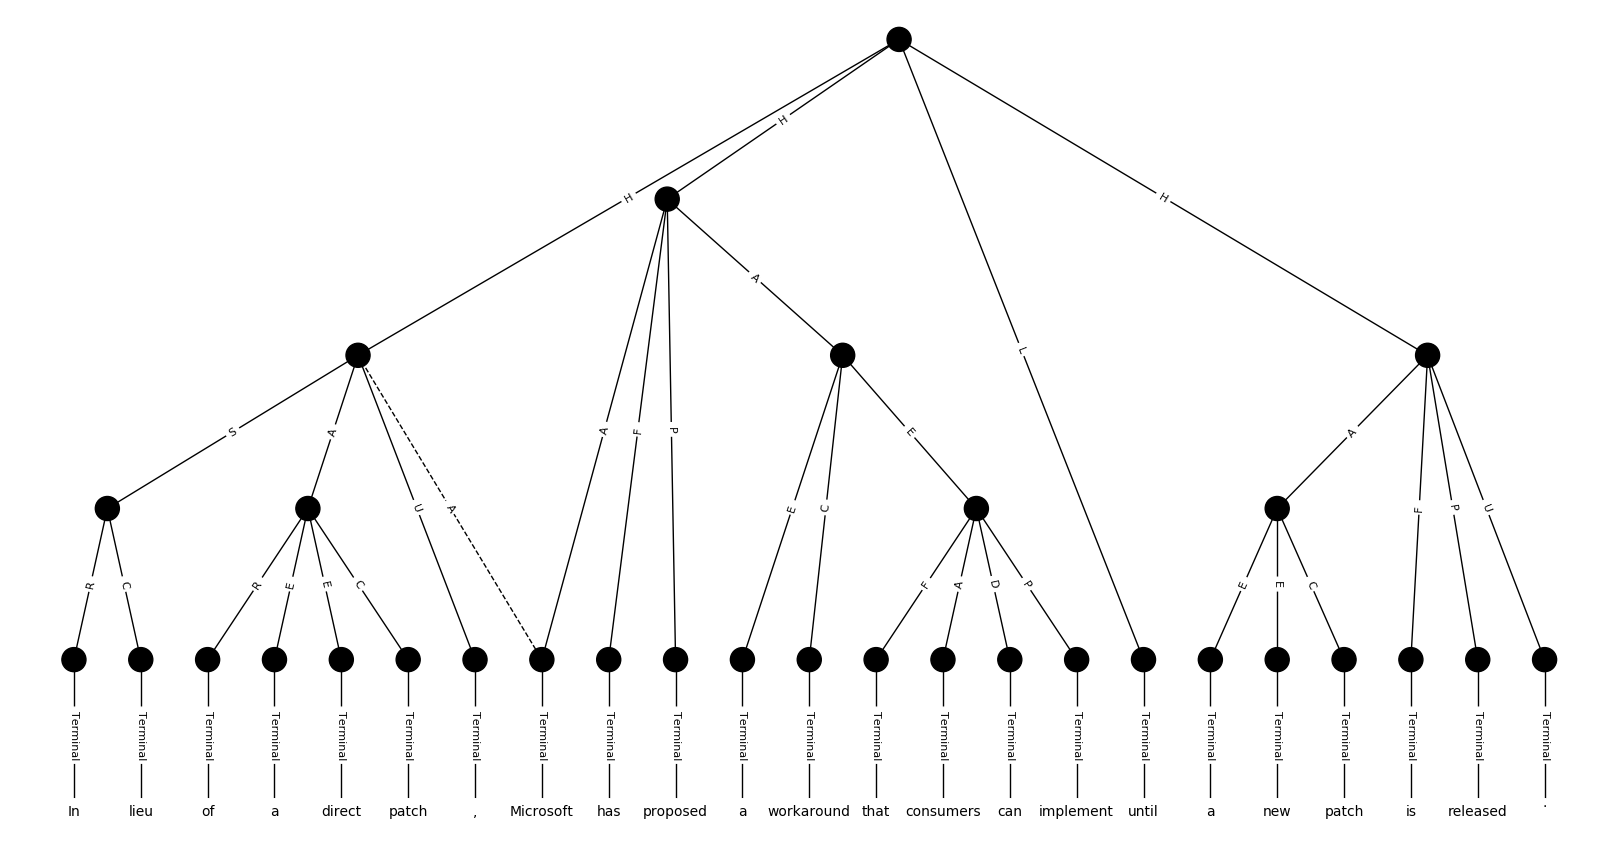 H
H H
A
L
S A A F P E A
U A E C F P U
R C R E E C F A D P E E C
Terminal Terminal Terminal Terminal Terminal Terminal Terminal Terminal Terminal Terminal Terminal Terminal Terminal Terminal Terminal Terminal Terminal Terminal Terminal Terminal Terminal Terminal Terminal
In lieu of a direct patch , Microsoft has proposed a workaround that consumers can implement until a new patch is released .